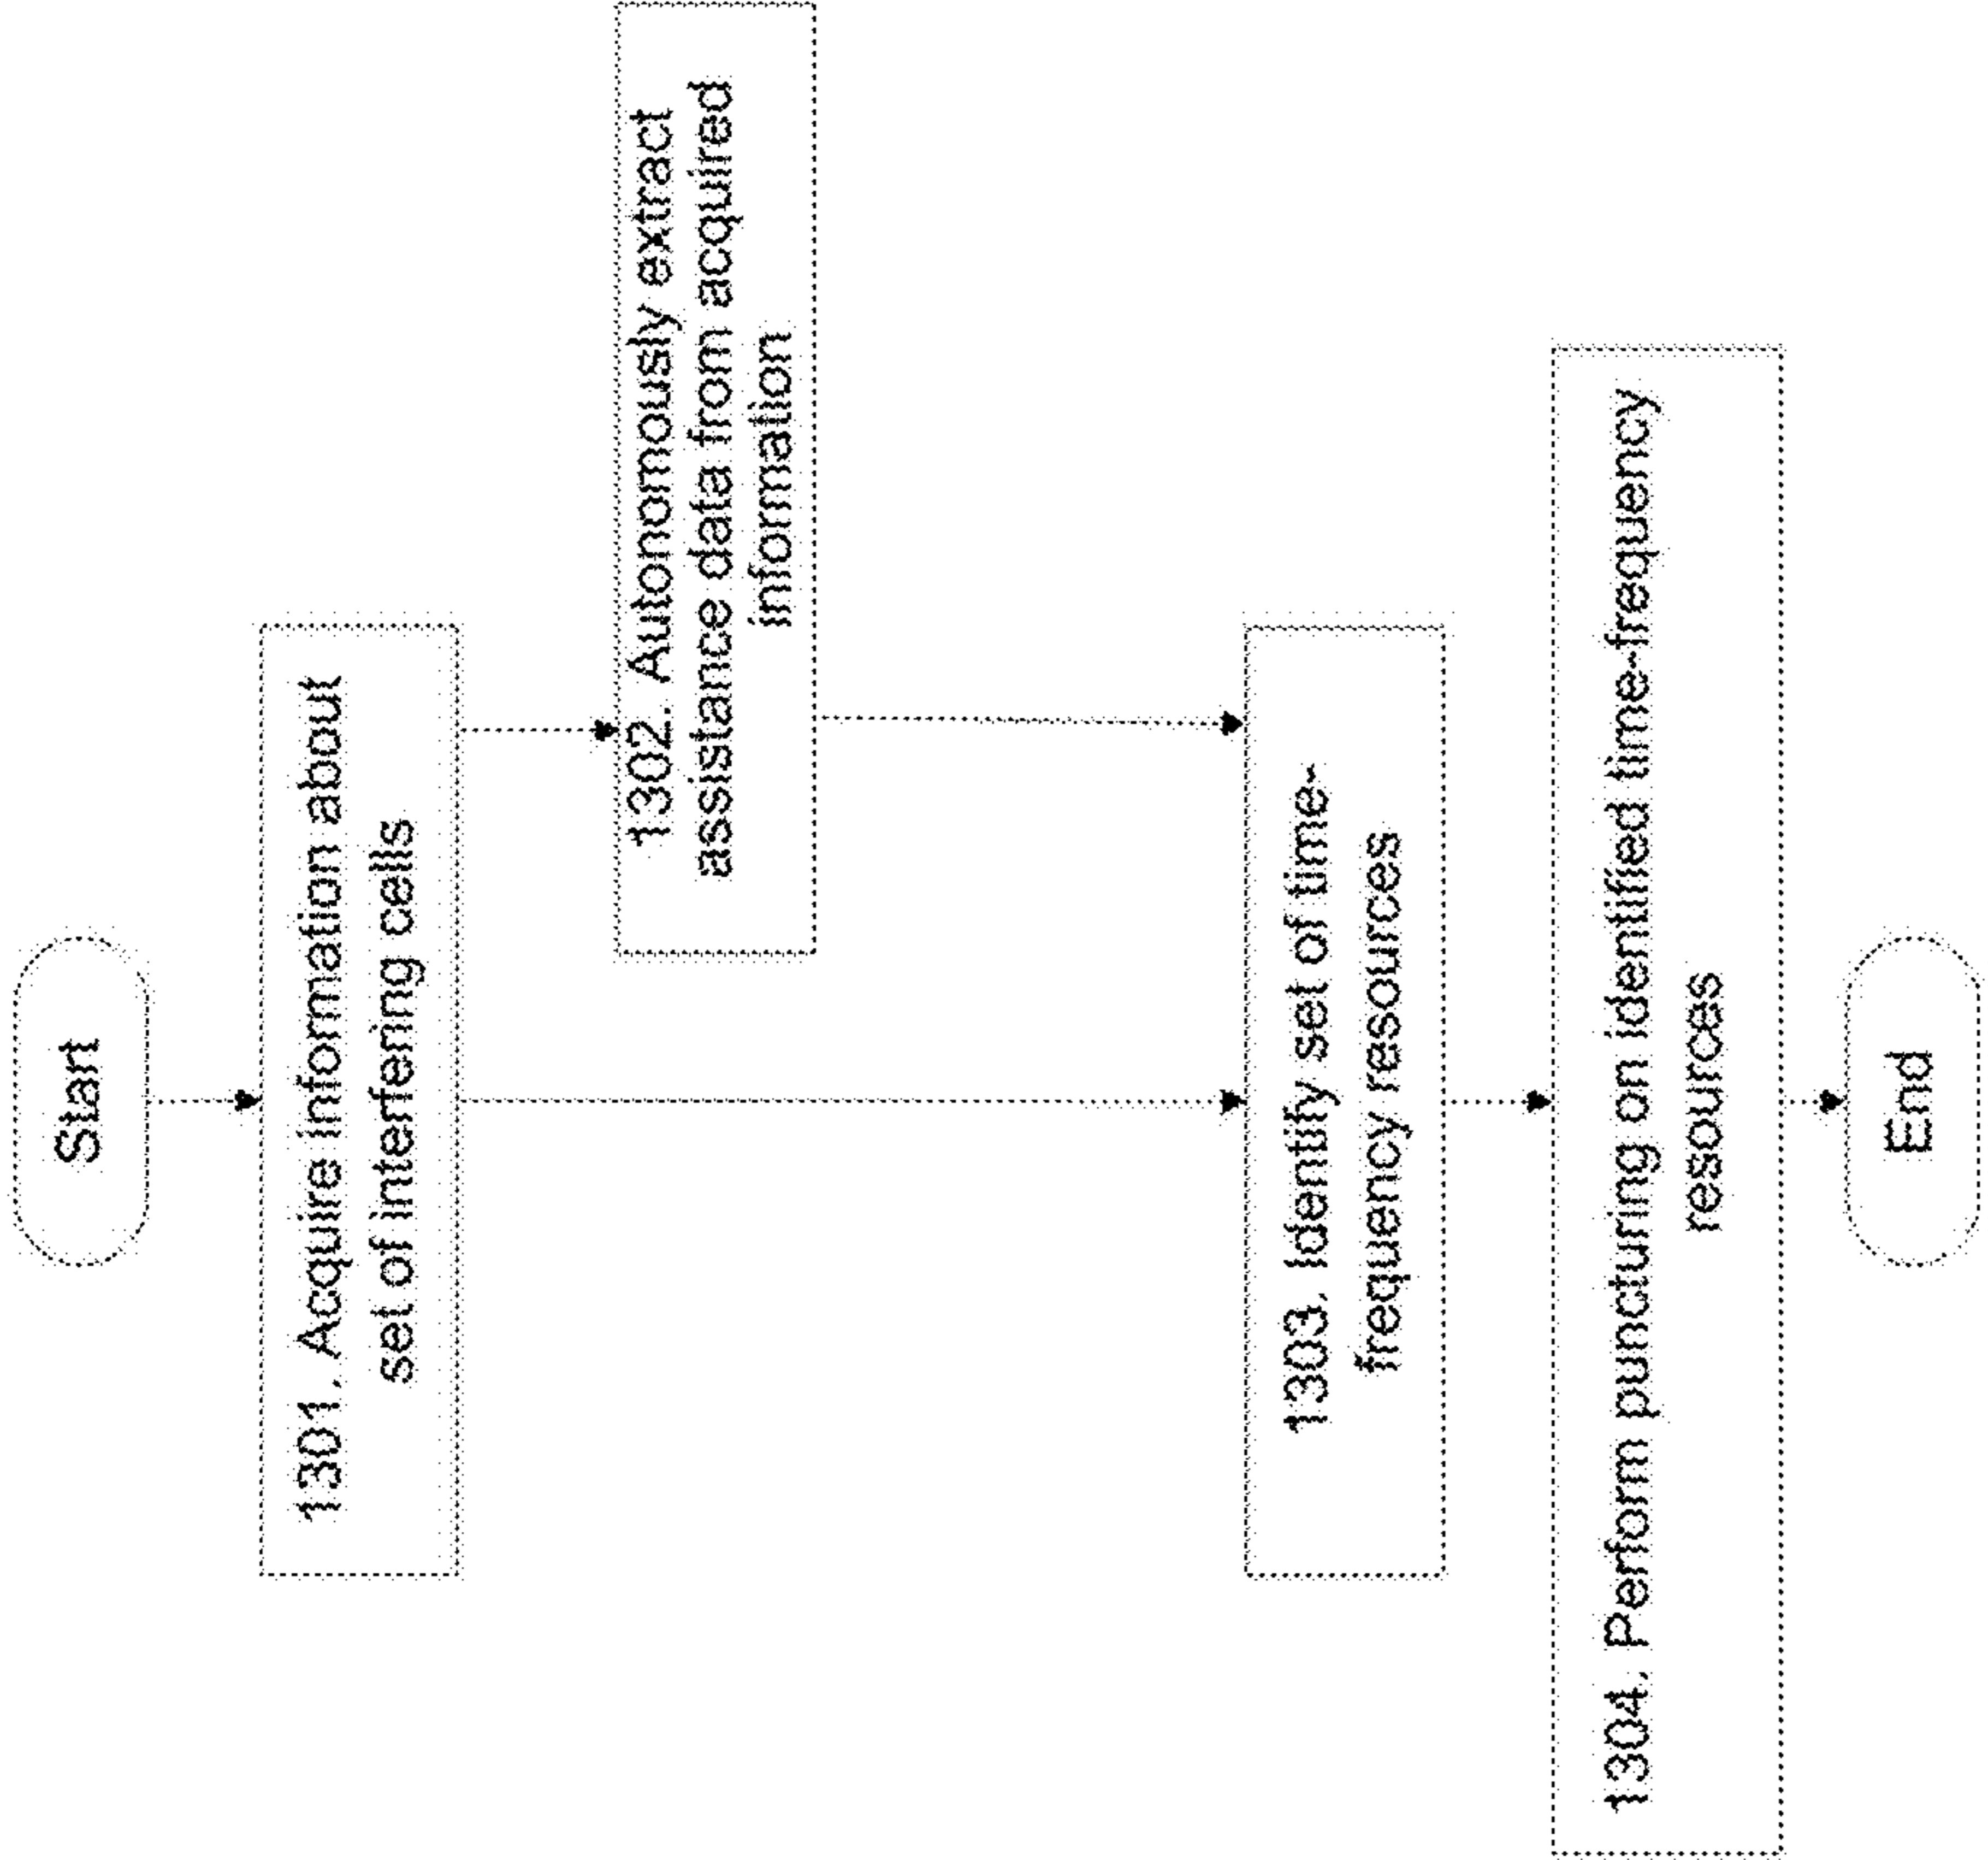 Start
1301. Acquire information about
set of interfering cells
1302. Autonomously extract
assistance data from acquired
information
1303. Identify set of time-
frequency resources
1304. Perform puncturing on identified time-frequency
resources
End